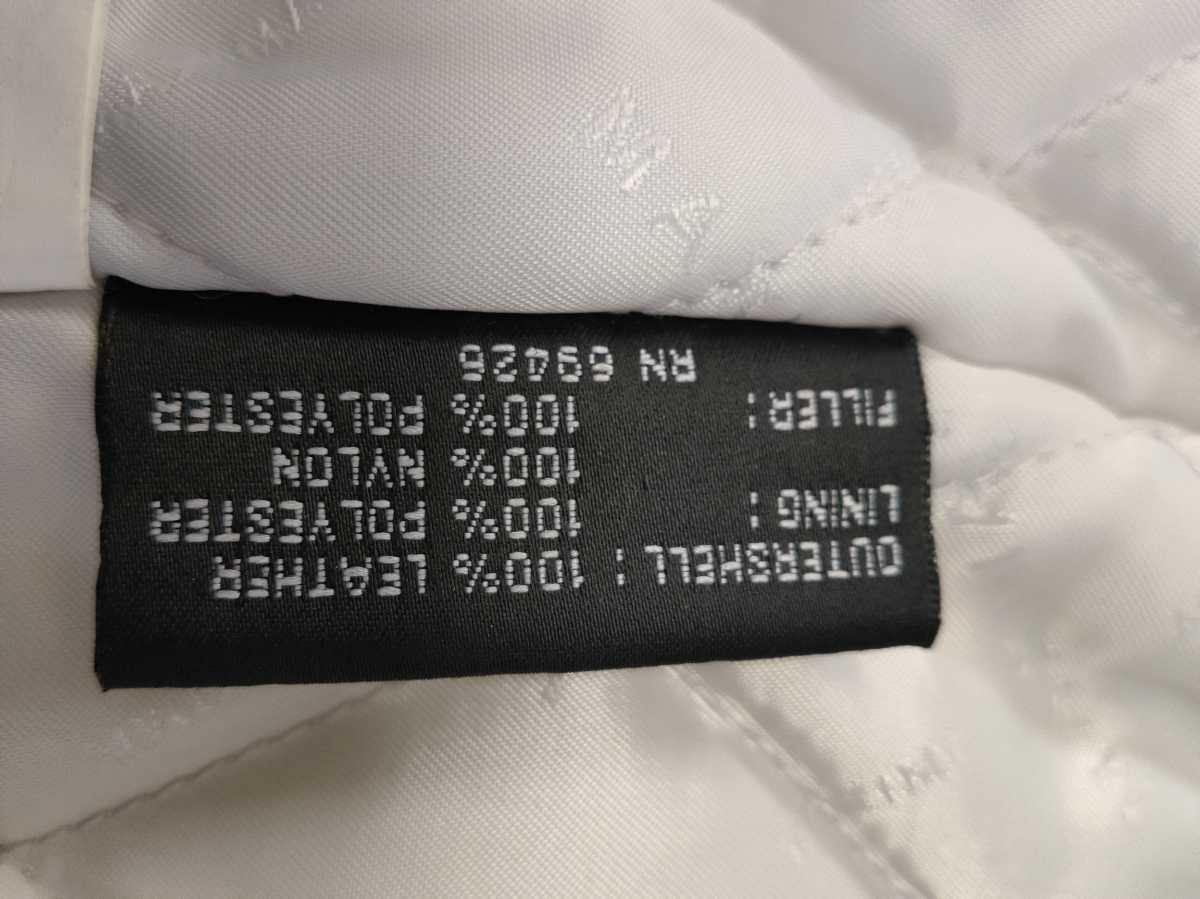 OUTERSHELL : 100% LEATHER
LINING : 100% POLYESTER
100% NYLON
FILLER : 100% POLYESTER
RN 69426